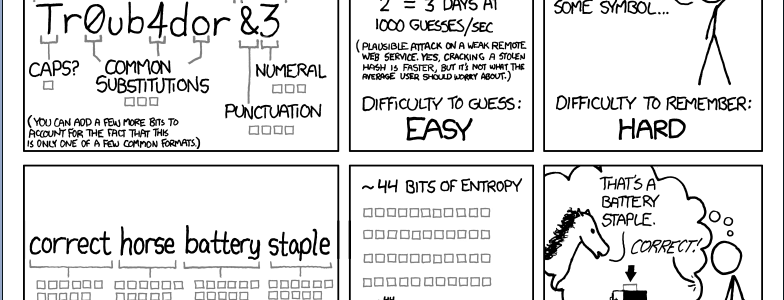 Tr0ub4dor &3
CAPS?
COMMON
SUBSTITUTIONS
NUMERAL
PUNCTUATION
(YOU CAN ADD A FEW MORE BITS TO
ACCOUNT FOR THE FACT THAT THIS
IS ONLY ONE OF A FEW COMMON FORMATS.)
2 = 3 DAYS AT
1000 GUESSES/SEC
(PLAUSIBLE ATTACK ON A WEAK REMOTE
WEB SERVICE. YES, CRACKING A STOLEN
HASH IS FASTER, BUT IT'S NOT WHAT THE
AVERAGE USER SHOULD WORRY ABOUT.)
DIFFICULTY TO GUESS:
EASY
SOME SYMBOL...
DIFFICULTY TO REMEMBER:
HARD
correct horse battery staple
~44 BITS OF ENTROPY
44
THAT'S A
BATTERY
STAPLE.
CORRECT!